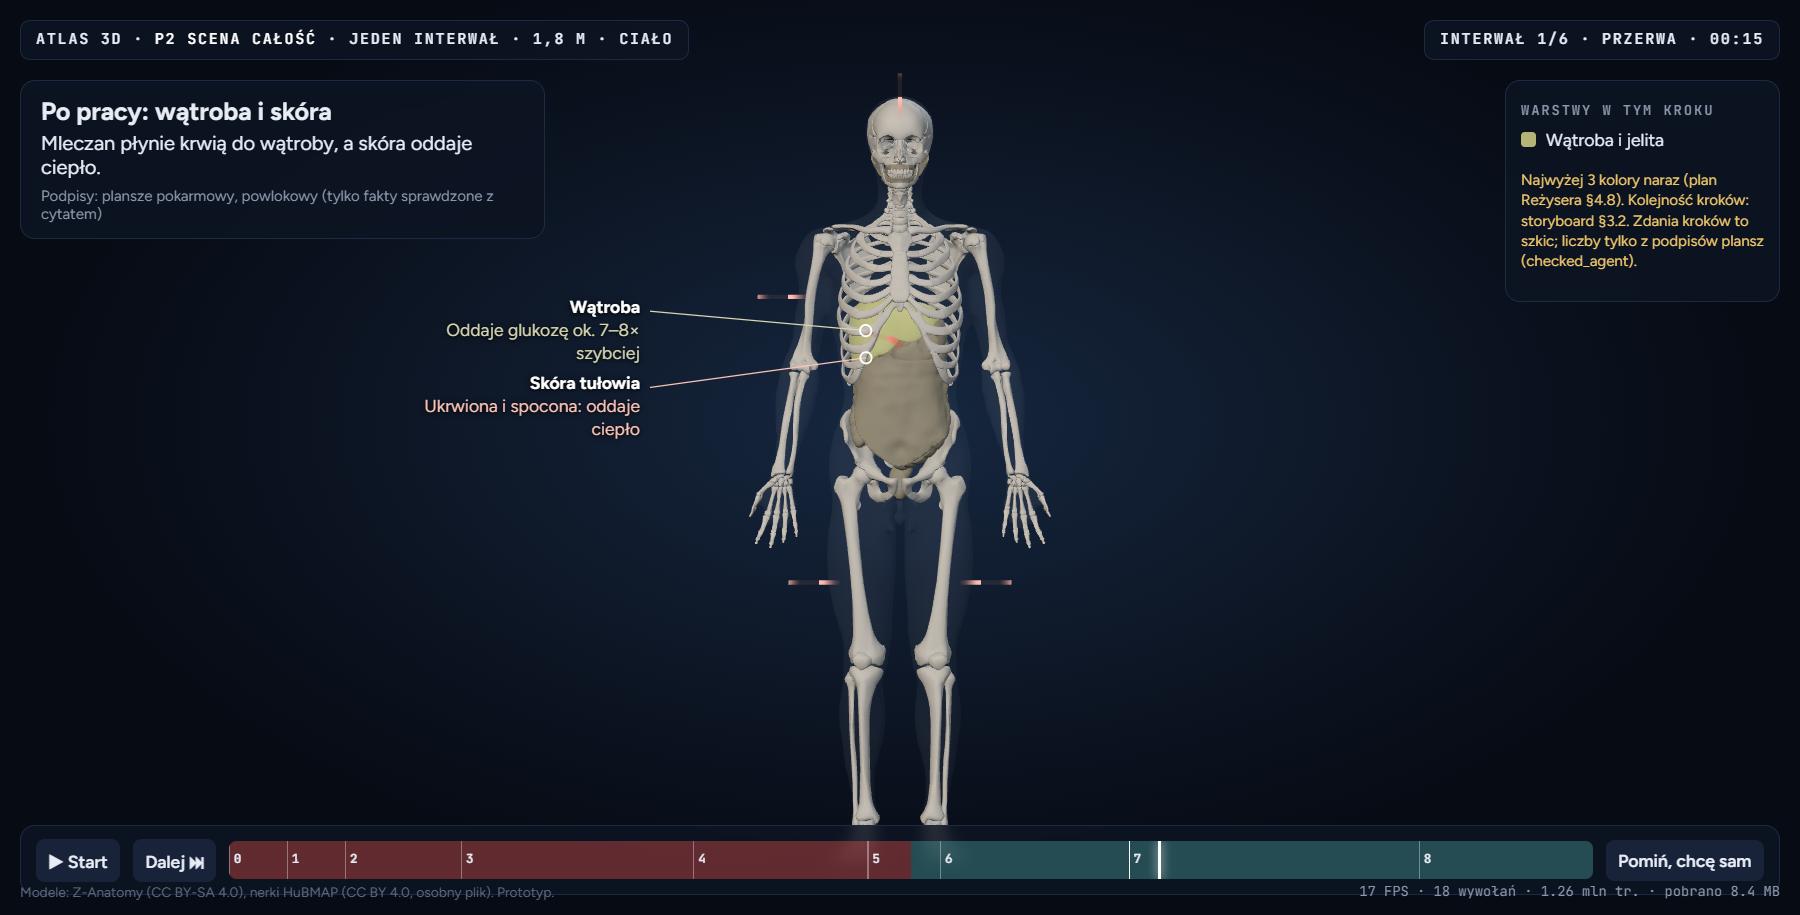 ATLAS 3D · P2 SCENA CAŁOŚĆ · JEDEN INTERWAŁ · 1,8 M · CIAŁO
INTERWAŁ 1/6 · PRZERWA · 00:15
Po pracy: wątroba i skóra
Mleczan płynie krwią do wątroby, a skóra oddaje
ciepło.
Podpisy: plansze pokarmowy, powlokowy (tylko fakty sprawdzone z
cytatem)
WARSTWY W TYM KROKU
Wątroba i jelita
Najwyżej 3 kolory naraz (plan
Reżysera §4.8). Kolejność kroków:
storyboard §3.2. Zdania kroków to
szkic; liczby tylko z podpisów plansz
(checked_agent).
Wątroba
Oddaje glukozę ok. 7–8×
szybciej
Skóra tułowia
Ukrwiona i spocona: oddaje
ciepło
▶ Start
Dalej ⏭
0 1 2 3 4 5 6 7 8
Pomiń, chcę sam
Modele: Z-Anatomy (CC BY-SA 4.0), nerki HuBMAP (CC BY 4.0, osobny plik). Prototyp.
17 FPS · 18 wywołań · 1.26 mln tr. · pobrano 8.4 MB